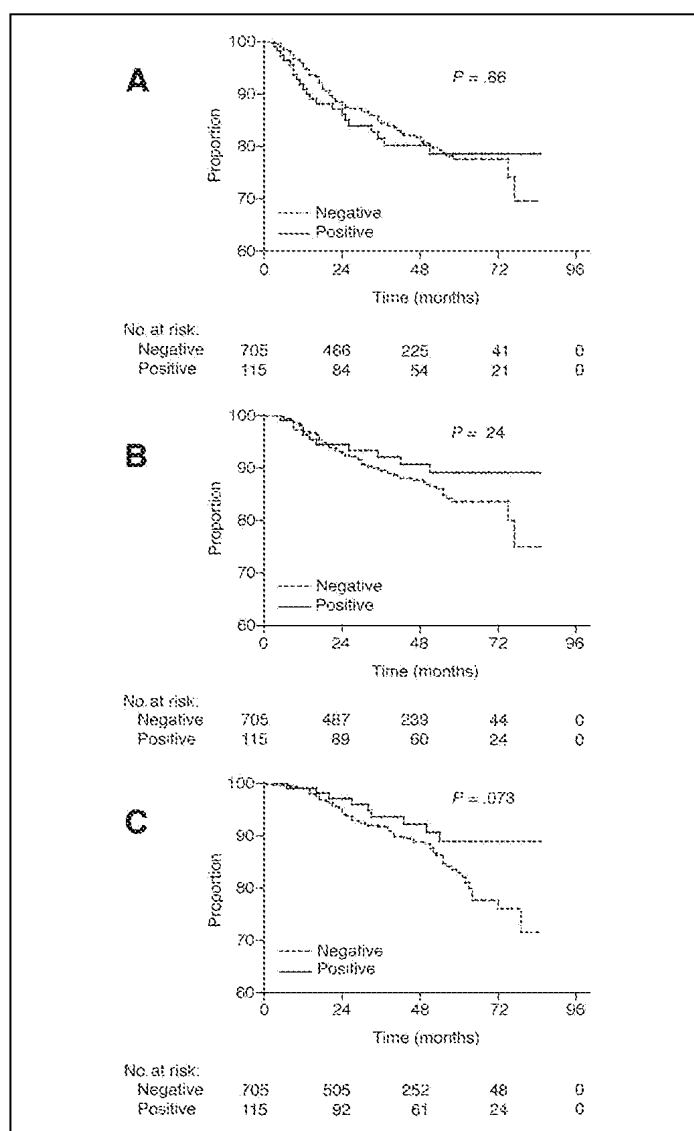 A
100
90
80
70
60
Proportion
P = .66
Negative
Positive
0 24 48 72 96
Time (months)
No. at risk:
Negative 705 466 225 41 0
Positive 115 84 54 21 0
B
100
90
80
70
60
Proportion
P = .24
Negative
Positive
0 24 48 72 96
Time (months)
No. at risk:
Negative 705 487 239 44 0
Positive 115 89 60 24 0
C
100
90
80
70
60
Proportion
P = .073
Negative
Positive
0 24 48 72 96
Time (months)
No. at risk:
Negative 705 505 252 48 0
Positive 115 92 61 24 0